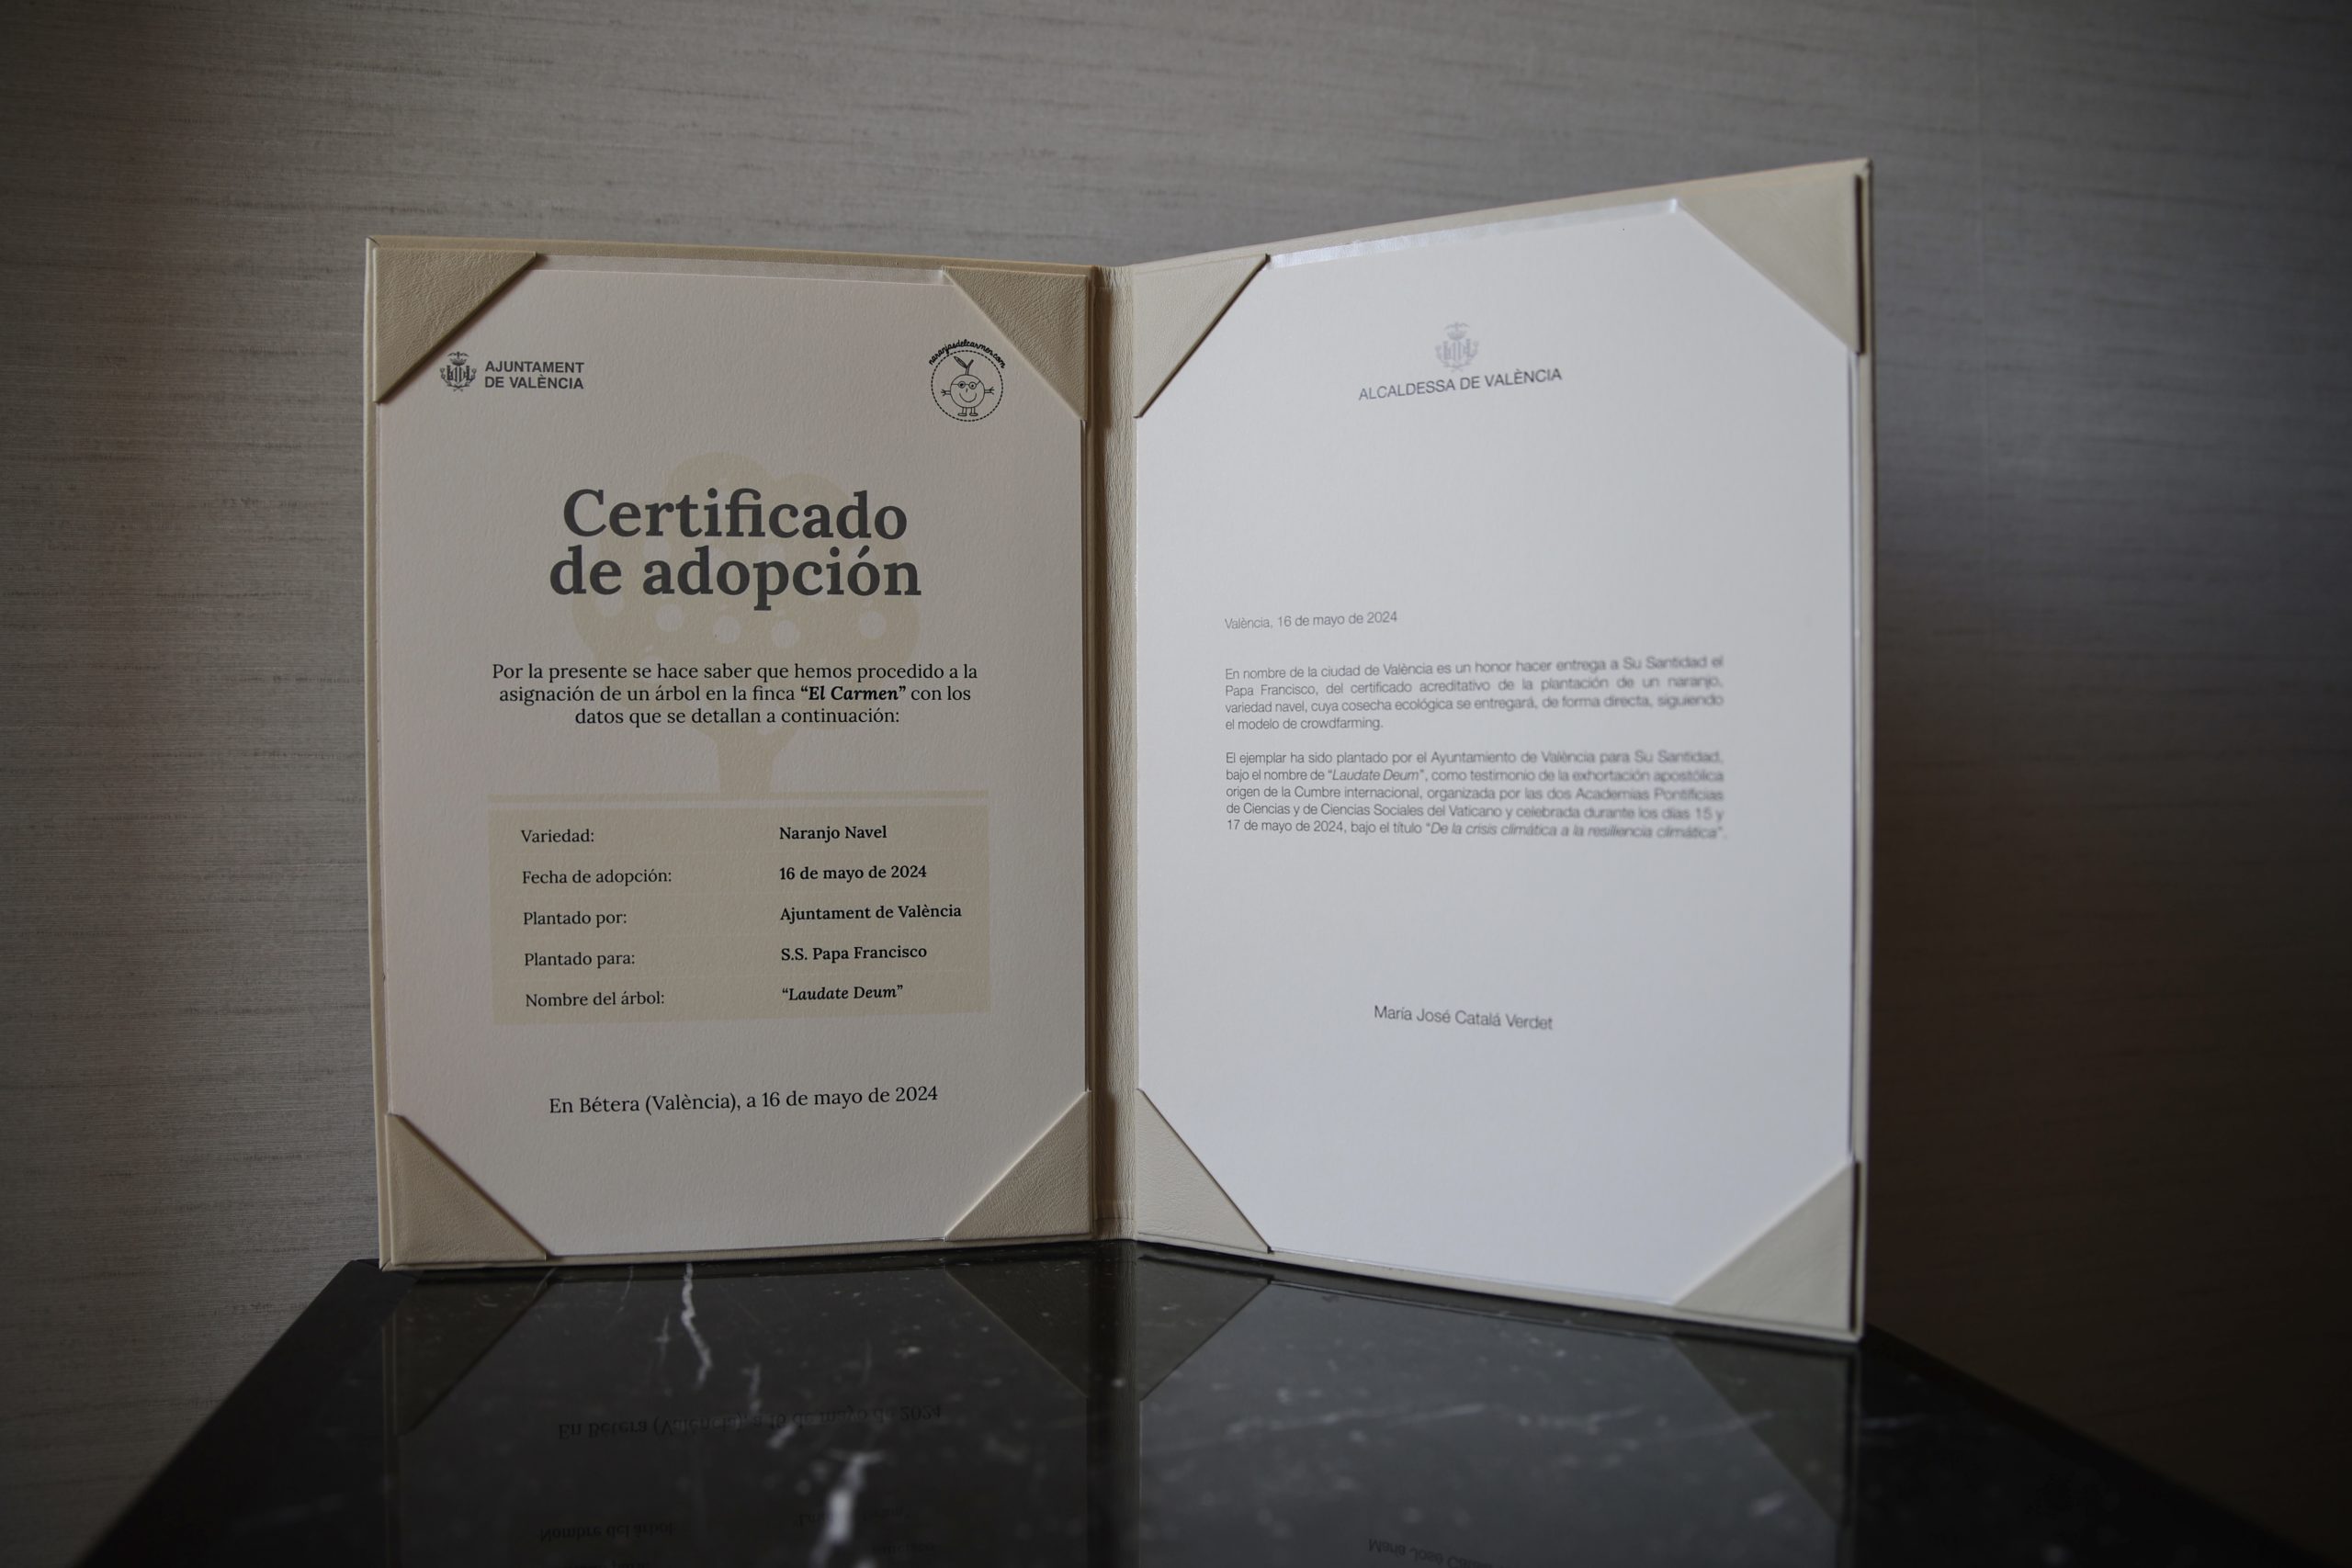 AJUNTAMENT
DE VALÈNCIA
naranjasdelcarmen.com
Certificado
de adopción
Por la presente se hace saber que hemos procedido a la
asignación de un árbol en la finca “El Carmen” con los
datos que se detallan a continuación:
Variedad: Naranjo Navel
Fecha de adopción: 16 de mayo de 2024
Plantado por: Ajuntament de València
Plantado para: S.S. Papa Francisco
Nombre del árbol: “Laudate Deum”
En Bétera (València), a 16 de mayo de 2024
ALCALDESSA DE VALÈNCIA
València, 16 de mayo de 2024
En nombre de la ciudad de València es un honor hacer entrega a Su Santidad el
Papa Francisco, del certificado acreditativo de la plantación de un naranjo,
variedad navel, cuya cosecha ecológica se entregará, de forma directa, siguiendo
el modelo de crowdfarming.
El ejemplar ha sido plantado por el Ayuntamiento de València para Su Santidad,
bajo el nombre de “Laudate Deum”, como testimonio de la exhortación apostólica
origen de la Cumbre internacional, organizada por las dos Academias Pontificias
de Ciencias y de Ciencias Sociales del Vaticano y celebrada durante los días 15 y
17 de mayo de 2024, bajo el título “De la crisis climática a la resiliencia climática”.
María José Catalá Verdet